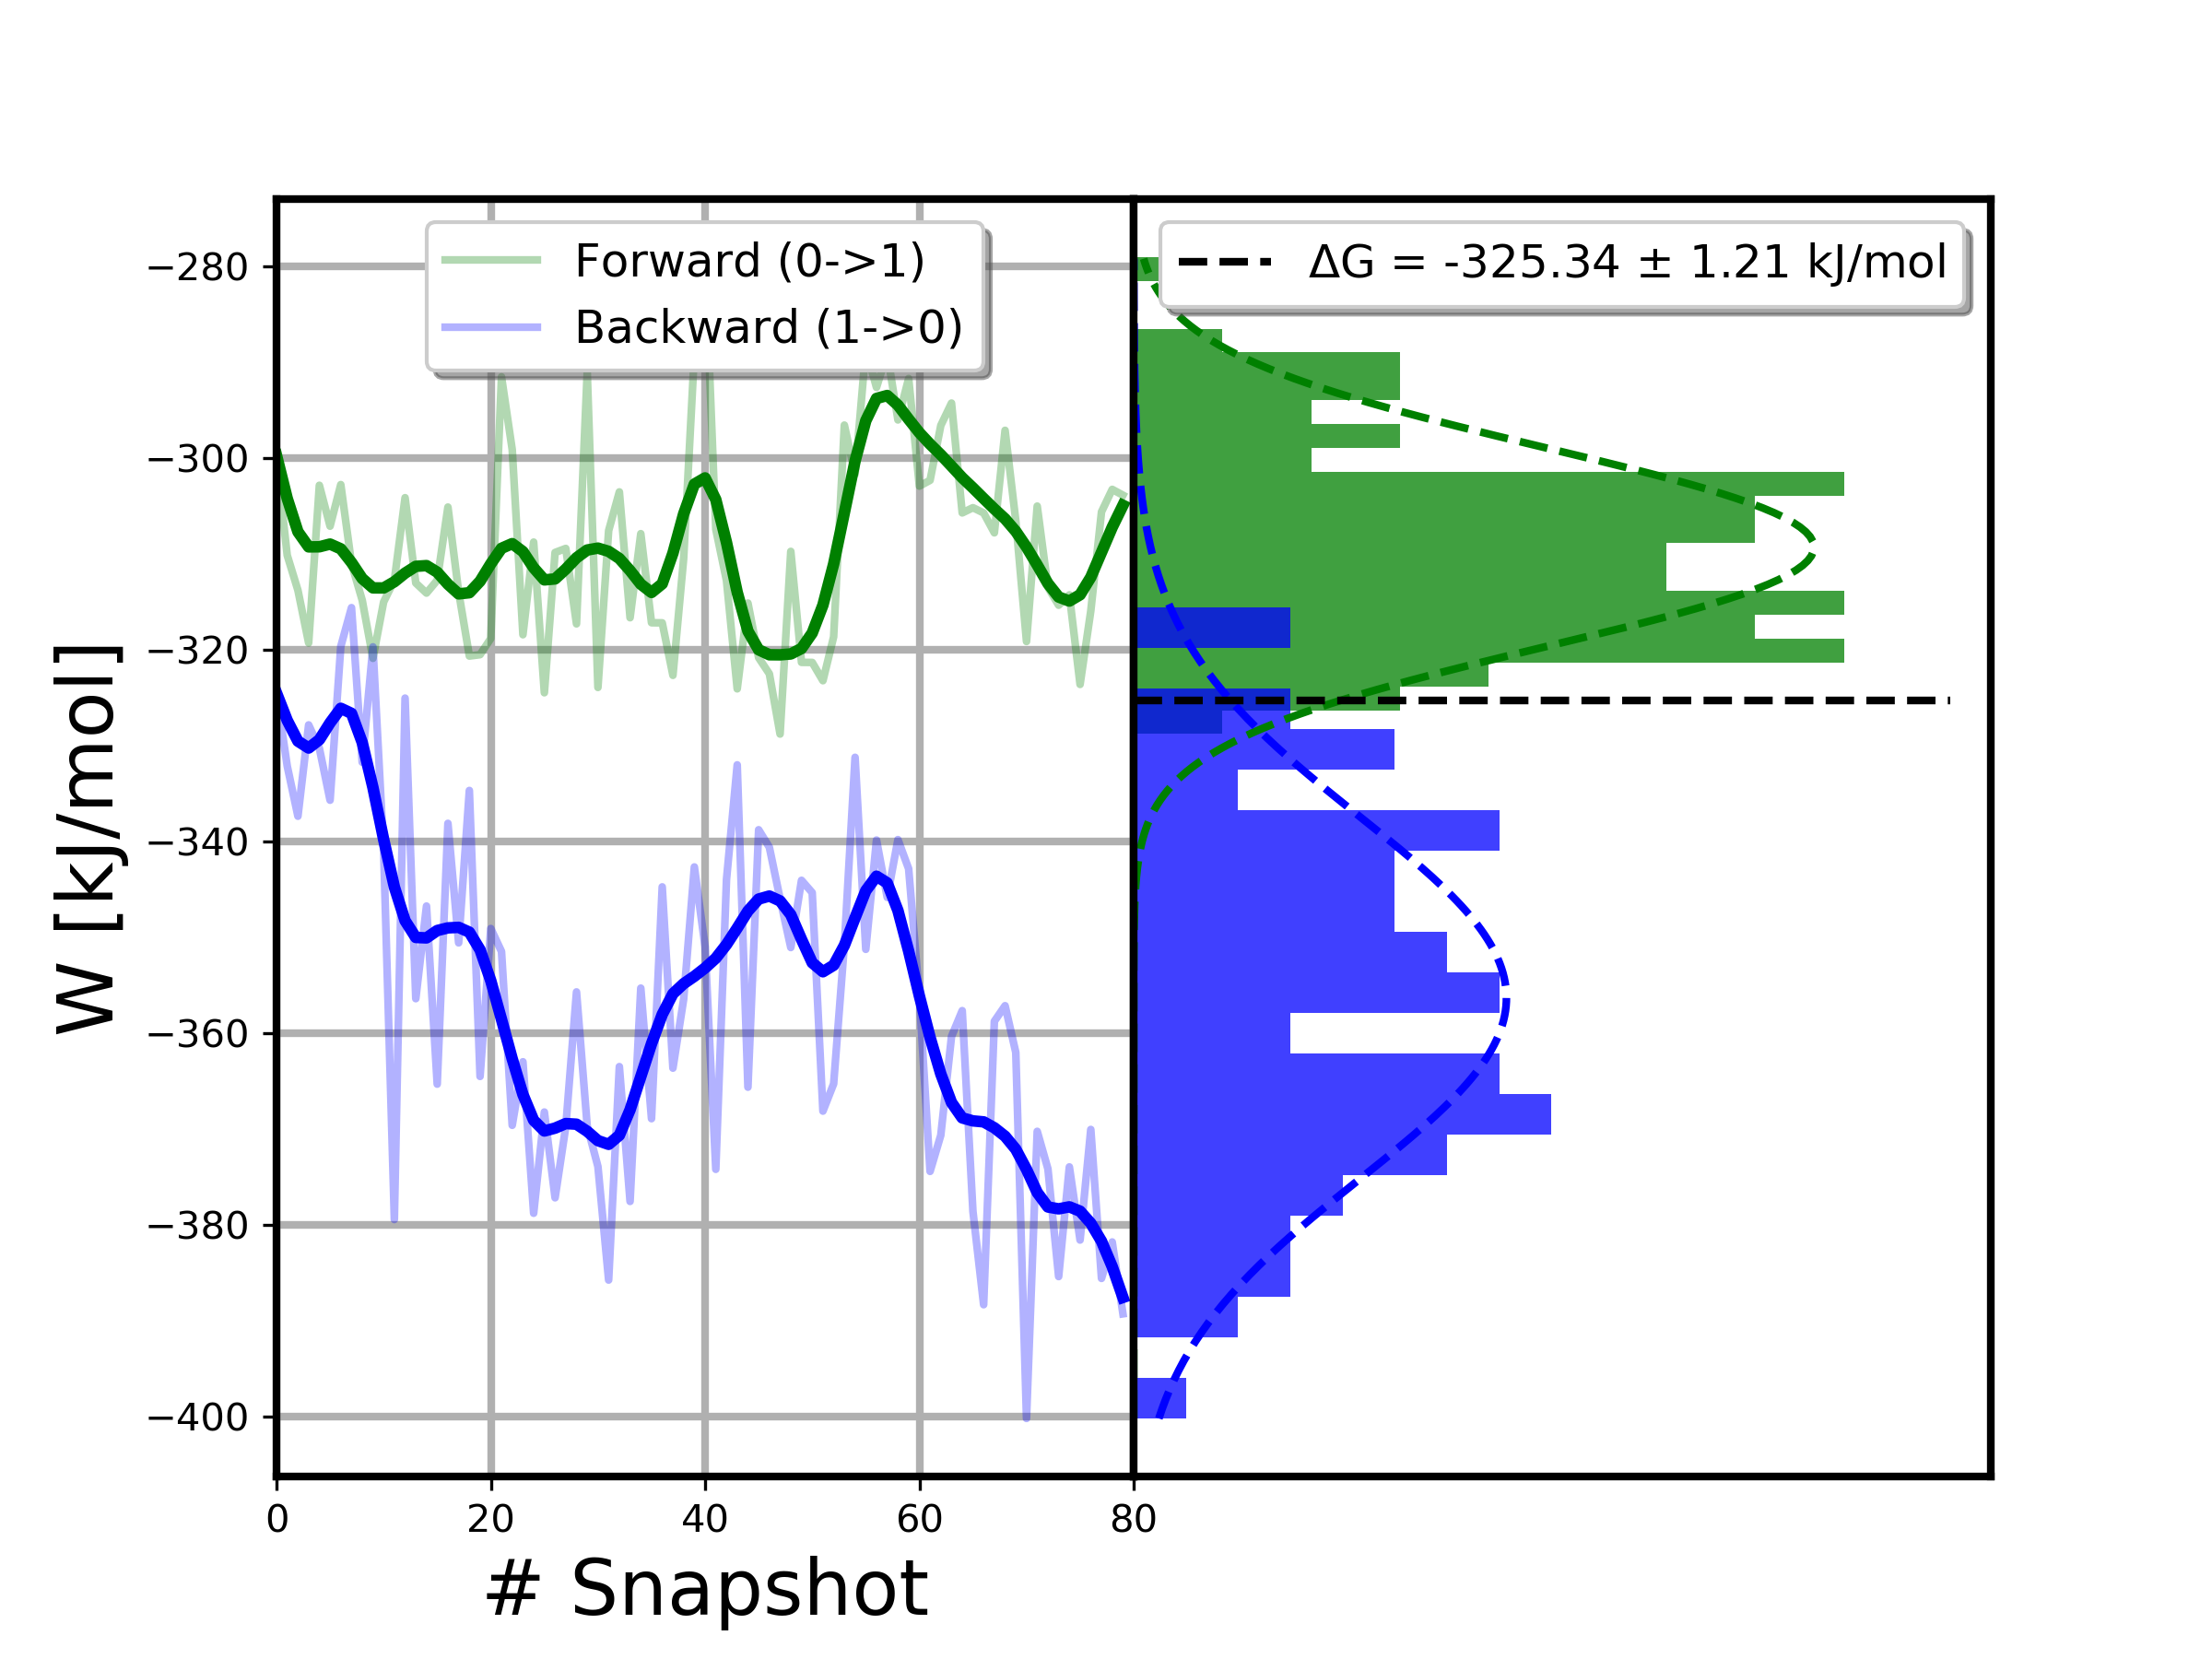 Forward (0->1)
Backward (1->0)
ΔG = -325.34 ± 1.21 kJ/mol
W [kJ/mol]
−280
−300
−320
−340
−360
−380
−400
0 20 40 60 80
# Snapshot